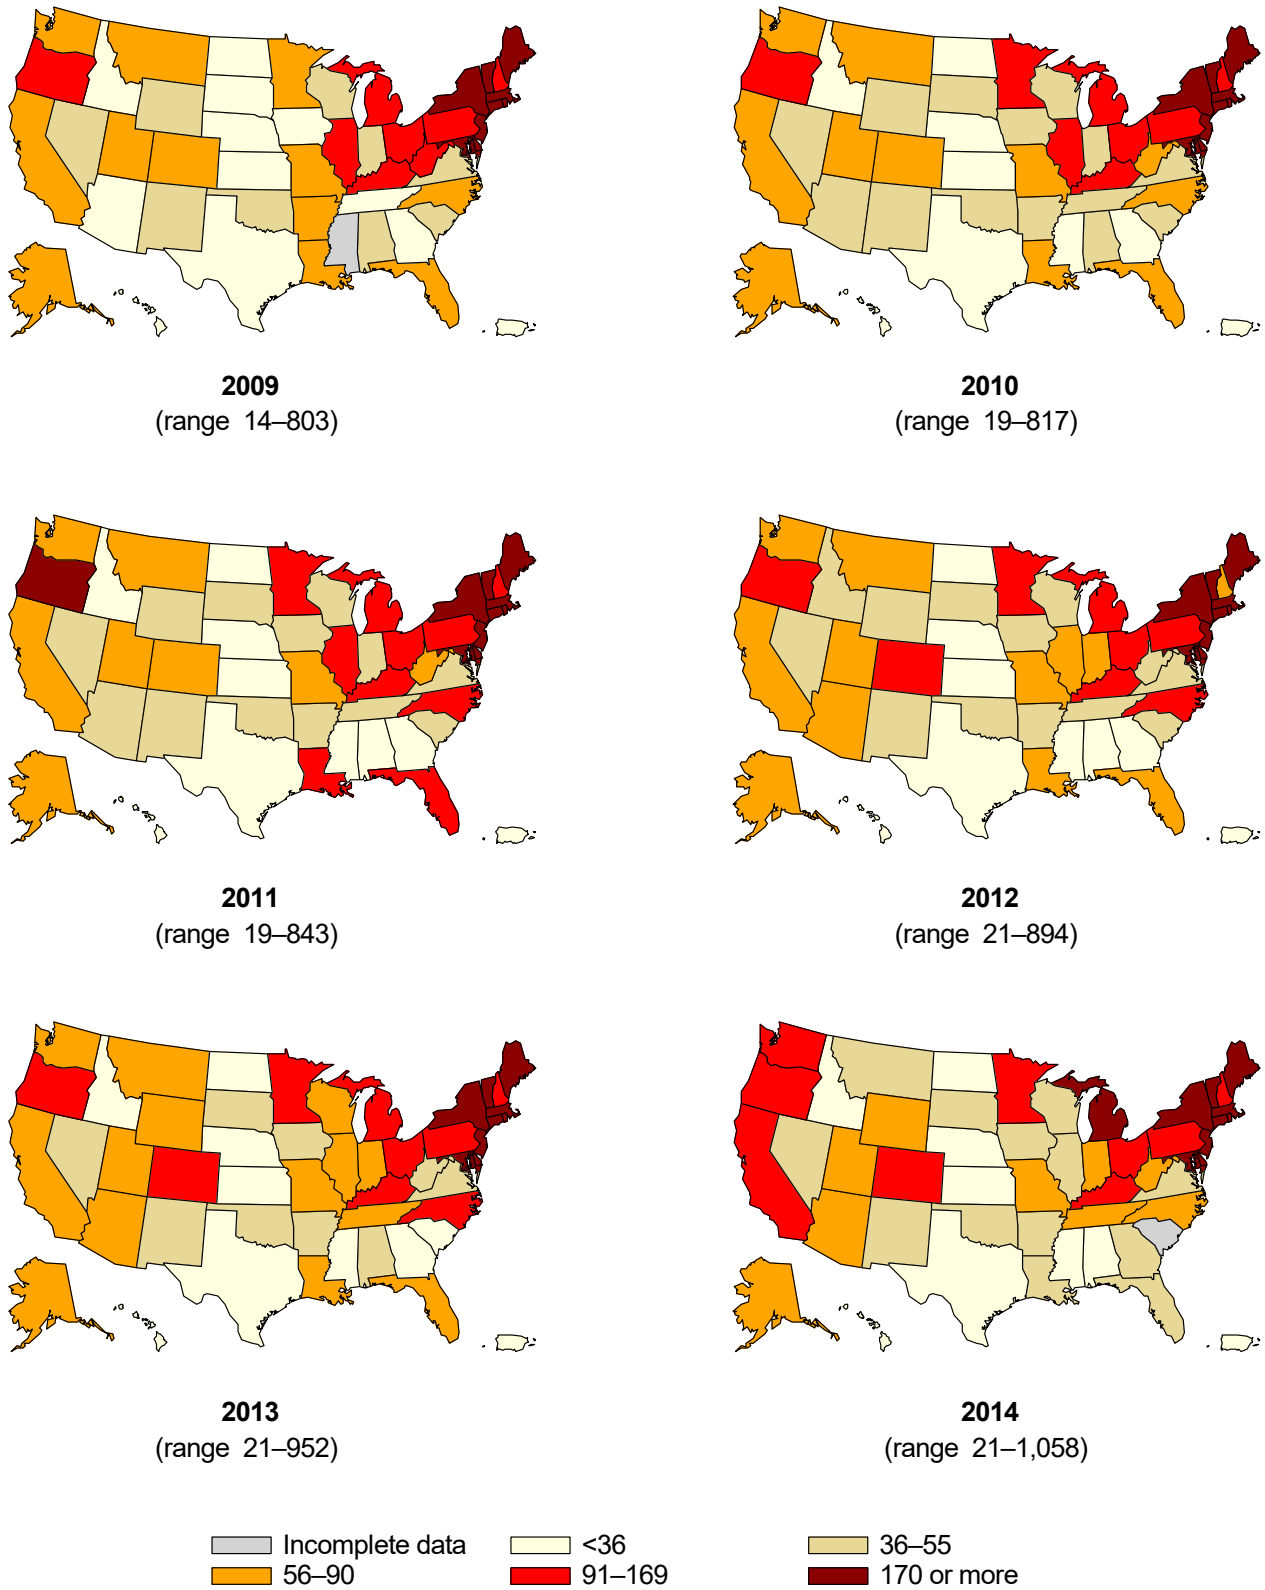 2009 2010
(range 14–803) (range 19–817)
2011 2012
(range 19–843) (range 21–894)
2013 2014
(range 21–952) (range 21–1,058)
Incomplete data <36 36–55
56–90 91–169 170 or more